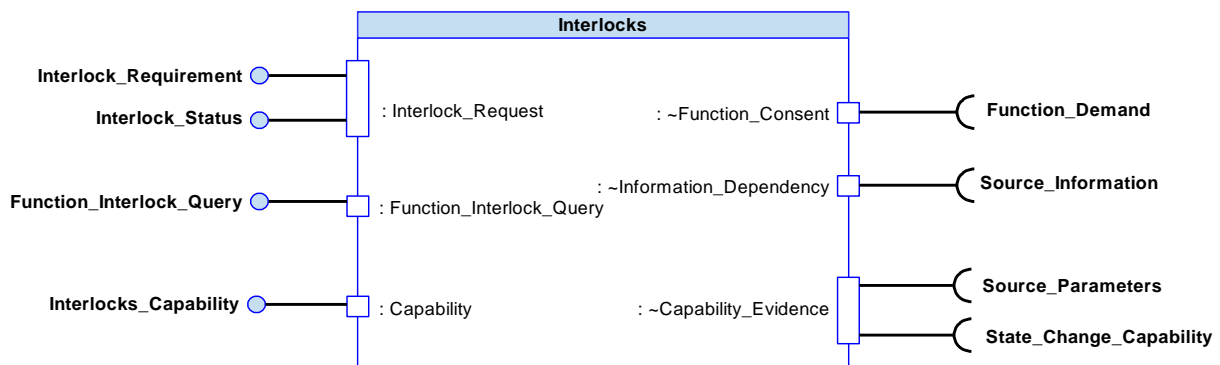 Interlocks
Interlock_Requirement
Interlock_Status
: Interlock_Request
: ~Function_Consent
Function_Demand
Function_Interlock_Query
: Function_Interlock_Query
: ~Information_Dependency
Source_Information
Interlocks_Capability
: Capability
: ~Capability_Evidence
Source_Parameters
State_Change_Capability